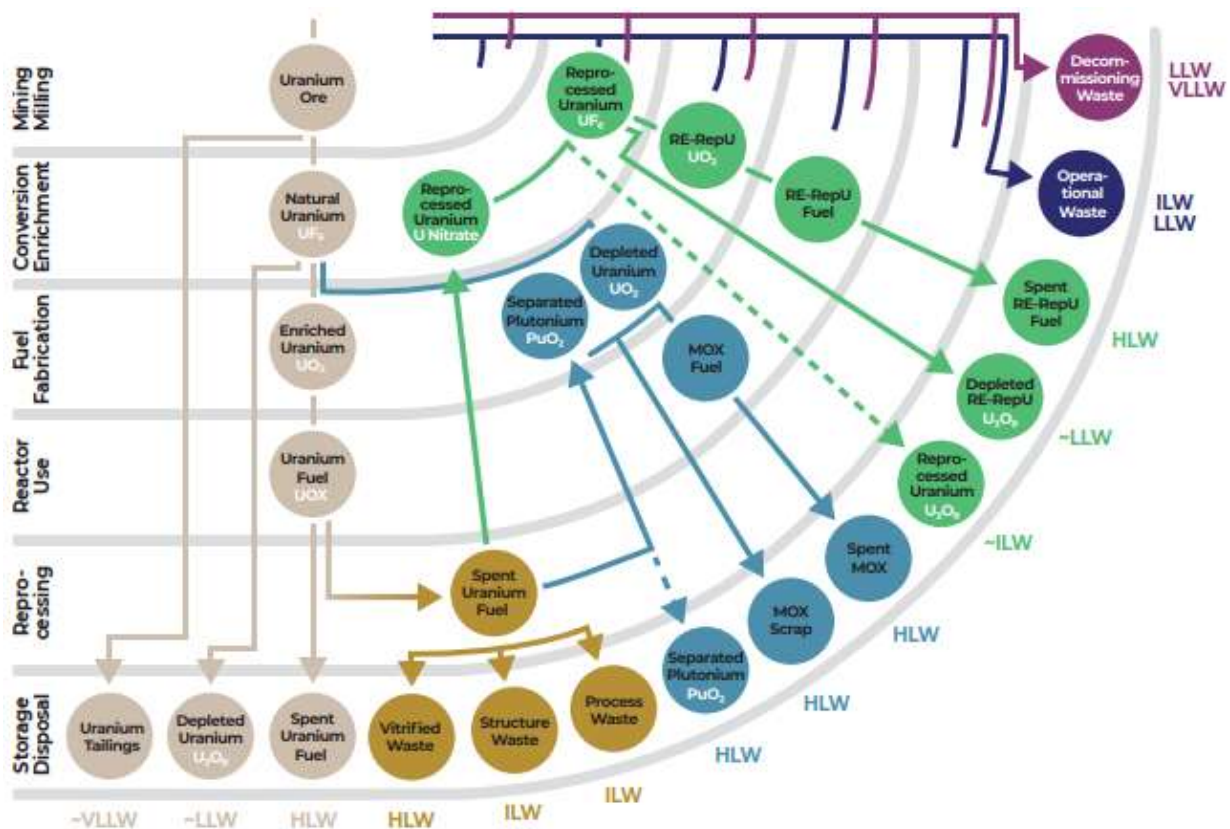 Mining
Milling
Conversion
Enrichment
Fuel
Fabrication
Reactor
Use
Repro-
cessing
Storage
Disposal
Uranium
Ore
Natural
Uranium
UF₆
Enriched
Uranium
UO₂
Uranium
Fuel
UOX
Uranium
Tailings
Depleted
Uranium
U₃O₈
Spent
Uranium
Fuel
~VLLW
~LLW
HLW
Spent
Uranium
Fuel
Vitrified
Waste
Structure
Waste
Process
Waste
HLW
ILW
ILW
Repro-
cessed
Uranium
U Nitrate
Repro-
cessed
Uranium
UF₆
RE-RepU
UO₂
RE-RepU
Fuel
Spent
RE-RepU
Fuel
HLW
Depleted
RE-RepU
U₃O₈
~LLW
Repro-
cessed
Uranium
U₃O₈
~ILW
Separated
Plutonium
PuO₂
Depleted
Uranium
UO₂
MOX
Fuel
Spent
MOX
HLW
MOX
Scrap
HLW
Separated
Plutonium
PuO₂
HLW
Decom-
missioning
Waste
LLW
VLLW
Oper-
ational
Waste
ILW
LLW